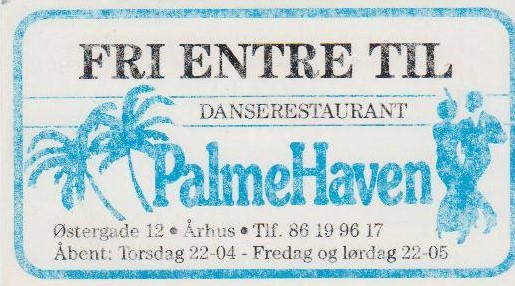 FRI ENTRE TIL
DANSERESTAURANT
PalmeHaven
Østergade 12 • Århus • Tlf. 86 19 96 17
Åbent: Torsdag 22-04 - Fredag og lørdag 22-05